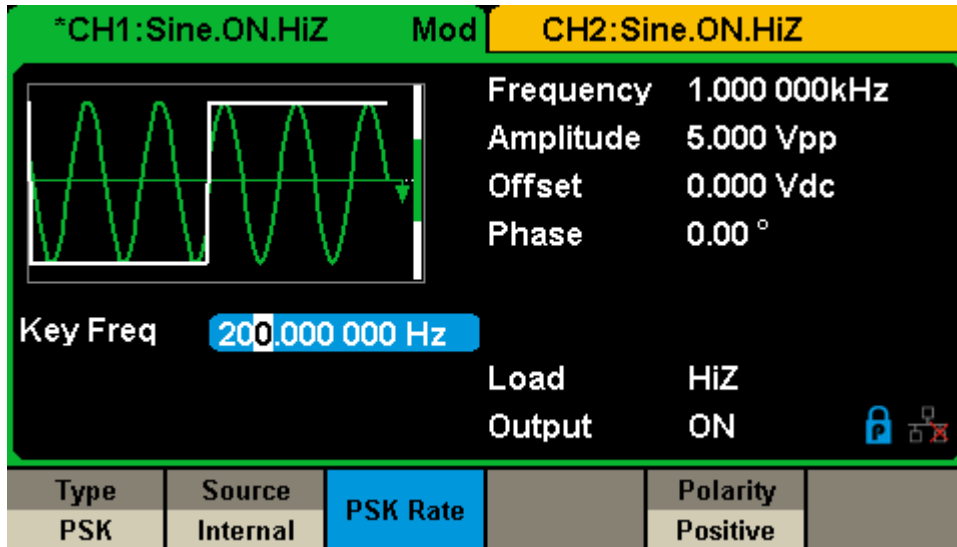 *CH1:Sine.ON.HiZ Mod CH2:Sine.ON.HiZ
Frequency 1.000 000kHz
Amplitude 5.000 Vpp
Offset 0.000 Vdc
Phase 0.00 °
Key Freq 200.000 000 Hz
Load HiZ
Output ON P
Type Source PSK Rate Polarity
PSK Internal Positive